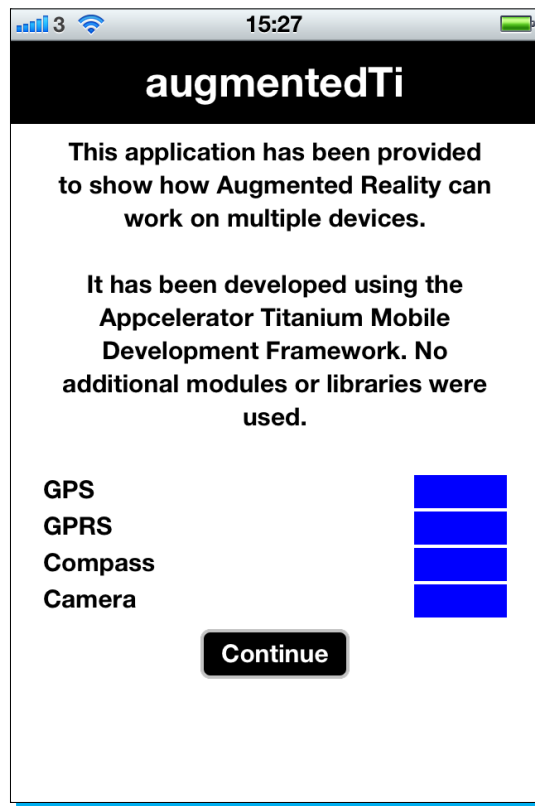 3 15:27
augmentedTi
This application has been provided
to show how Augmented Reality can
work on multiple devices.
It has been developed using the
Appcelerator Titanium Mobile
Development Framework. No
additional modules or libraries were
used.
GPS
GPRS
Compass
Camera
Continue